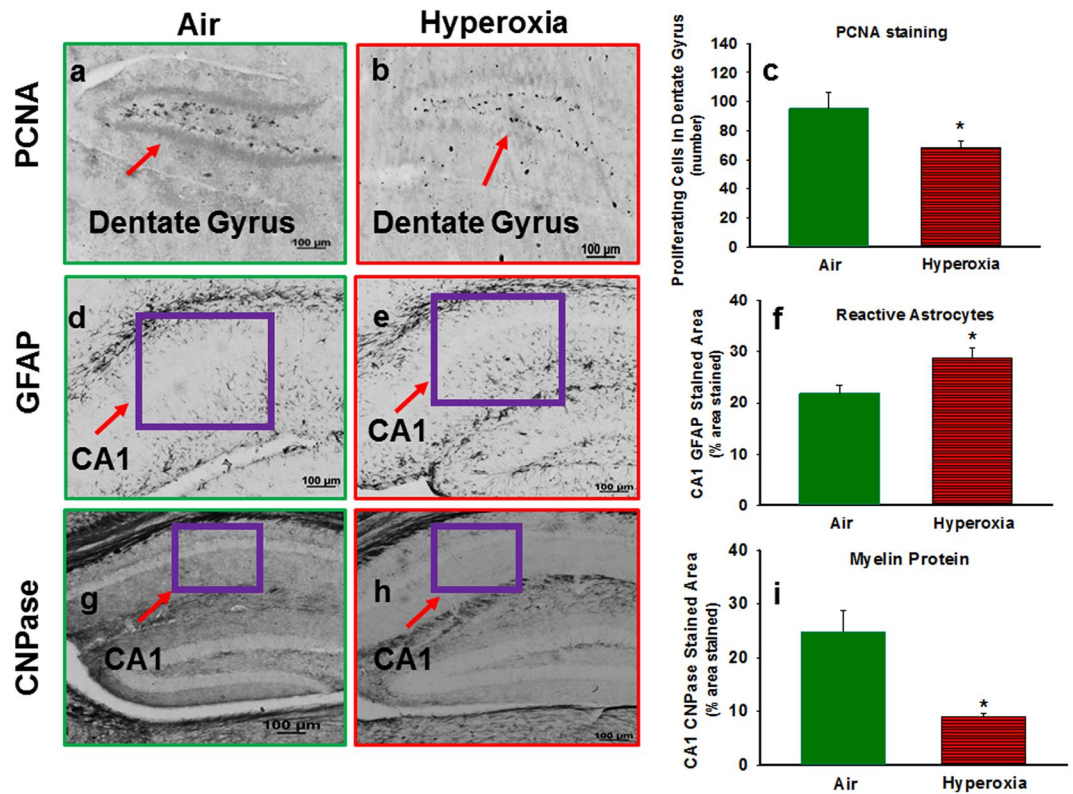 Air
Hyperoxia
PCNA
a
Dentate Gyrus
100 µm
b
Dentate Gyrus
100 µm
PCNA staining
c
Proliferating Cells In Dentate Gyrus
(number)
120
100
80
60
40
20
0
*
Air
Hyperoxia
GFAP
d
CA1
100 µm
e
CA1
100 µm
Reactive Astrocytes
f
CA1 GFAP Stained Area
(% area stained)
40
30
20
10
0
*
Air
Hyperoxia
CNPase
g
CA1
100 µm
h
CA1
100 µm
Myelin Protein
i
CA1 CNPase Stained Area
(% area stained)
40
30
20
10
0
*
Air
Hyperoxia